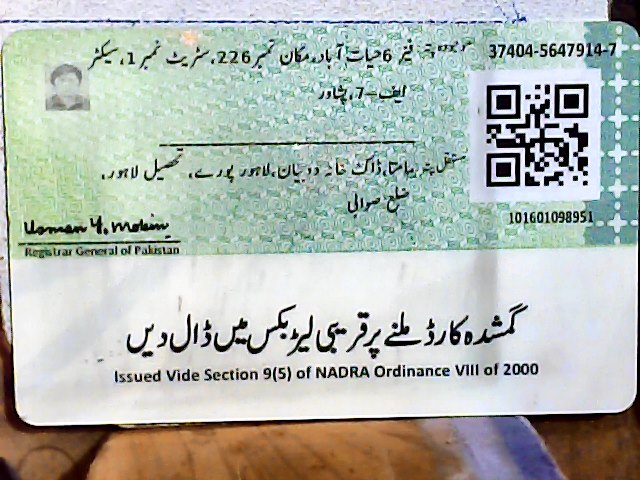 موجودہ پتہ فیز 6 حیات آباد، مکان نمبر 226، سٹریٹ نمبر 1، سیکٹر
37404-5647914-7
ایف-7، پشاور
مستقل پتہ ڈاک خانہ دوبیان، لاہور پورے، تحصیل لاہور،
ضلع صوابی
101601098951
Usman Y. Mobin
Registrar General of Pakistan
گمشدہ کارڈ ملنے پر قریبی لیٹر بکس میں ڈال دیں
Issued Vide Section 9(5) of NADRA Ordinance VIII of 2000